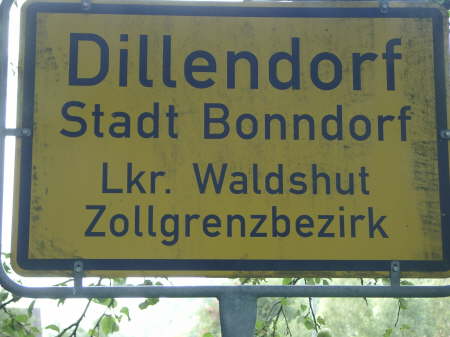 Dillendorf
Stadt Bonndorf
Lkr. Waldshut
Zollgrenzbezirk